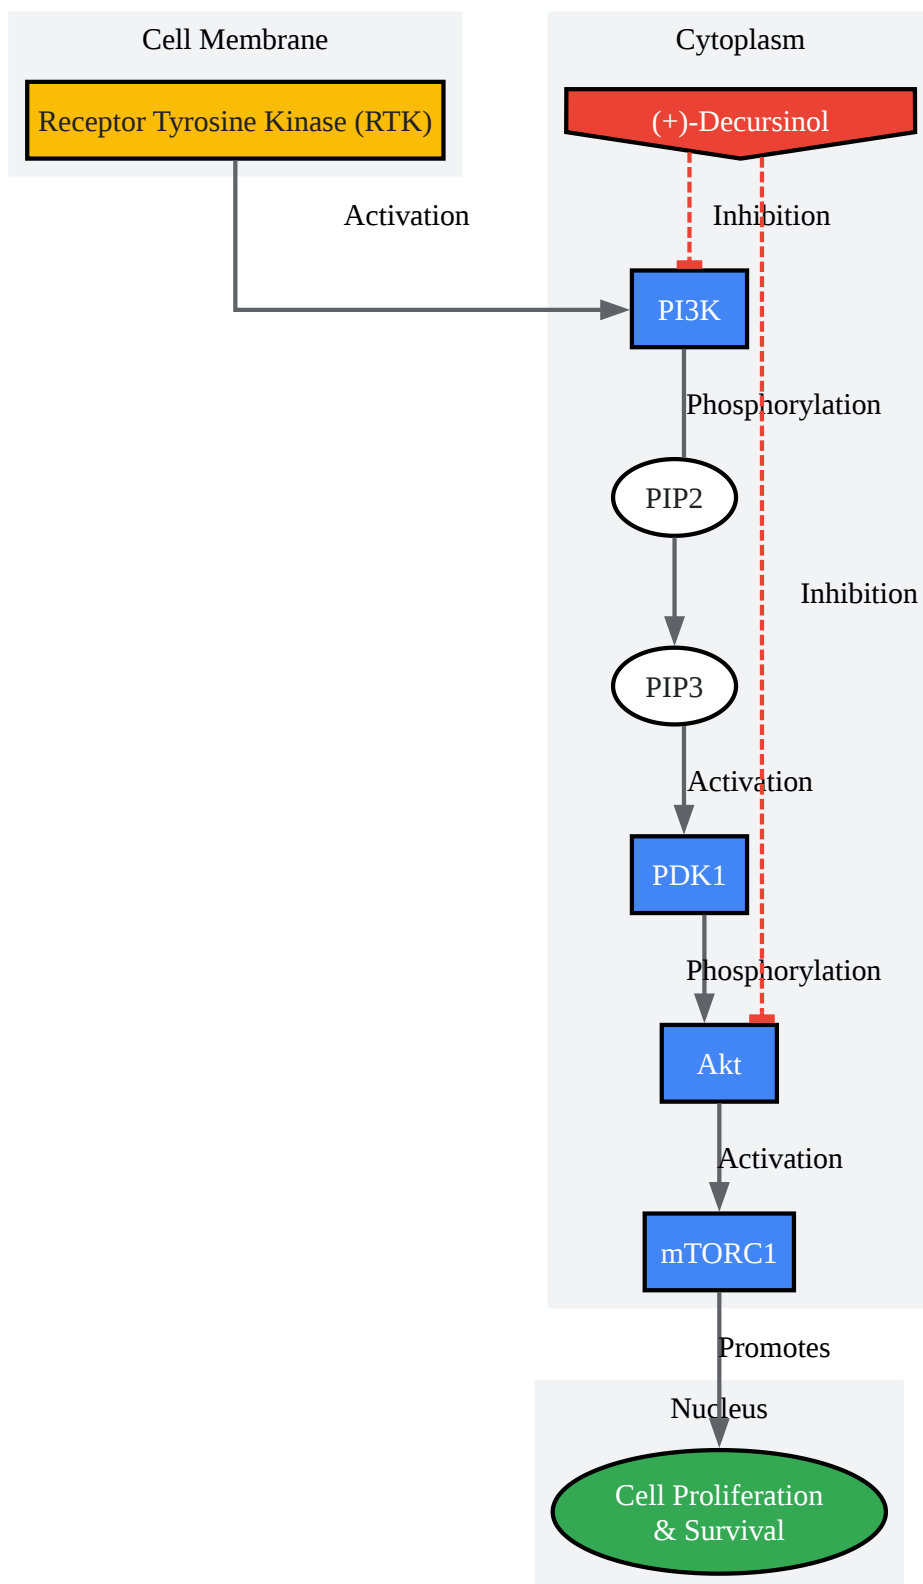 Cell Membrane
Cytoplasm
Receptor Tyrosine Kinase (RTK)
(+)-Decursinol
Activation
Inhibition
PI3K
Phosphorylation
PIP2
Inhibition
PIP3
Activation
PDK1
Phosphorylation
Akt
Activation
mTORC1
Promotes
Nucleus
Cell Proliferation
& Survival